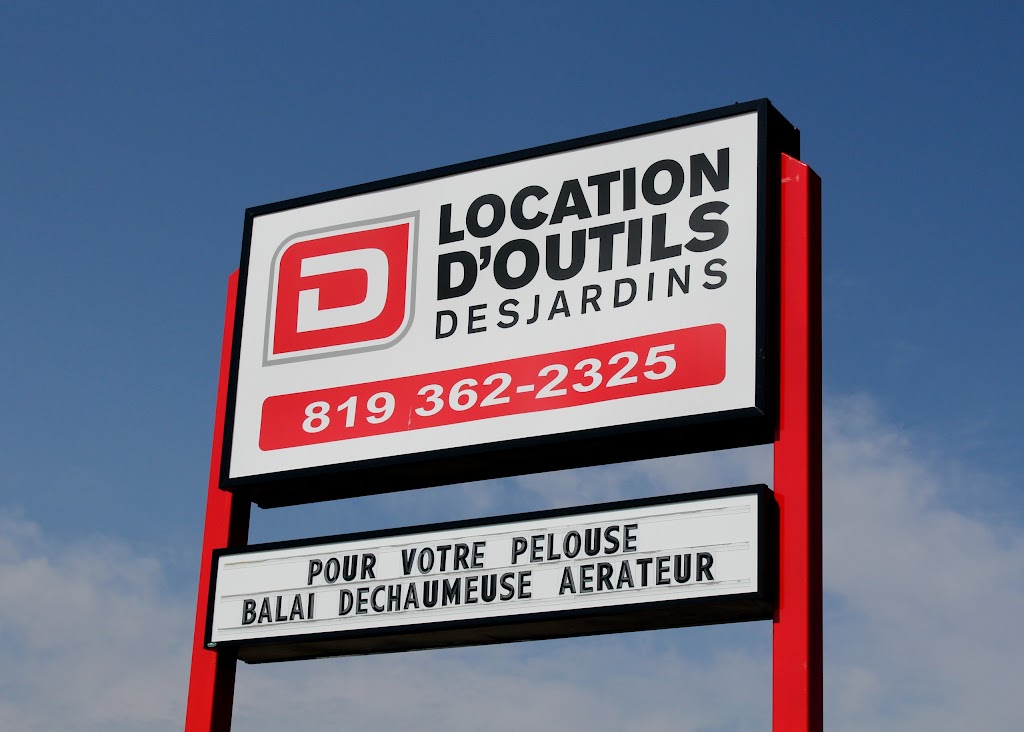 D
LOCATION
D'OUTILS
DESJARDINS
819 362-2325
POUR VOTRE PELOUSE
BALAI DECHAUMEUSE AERATEUR